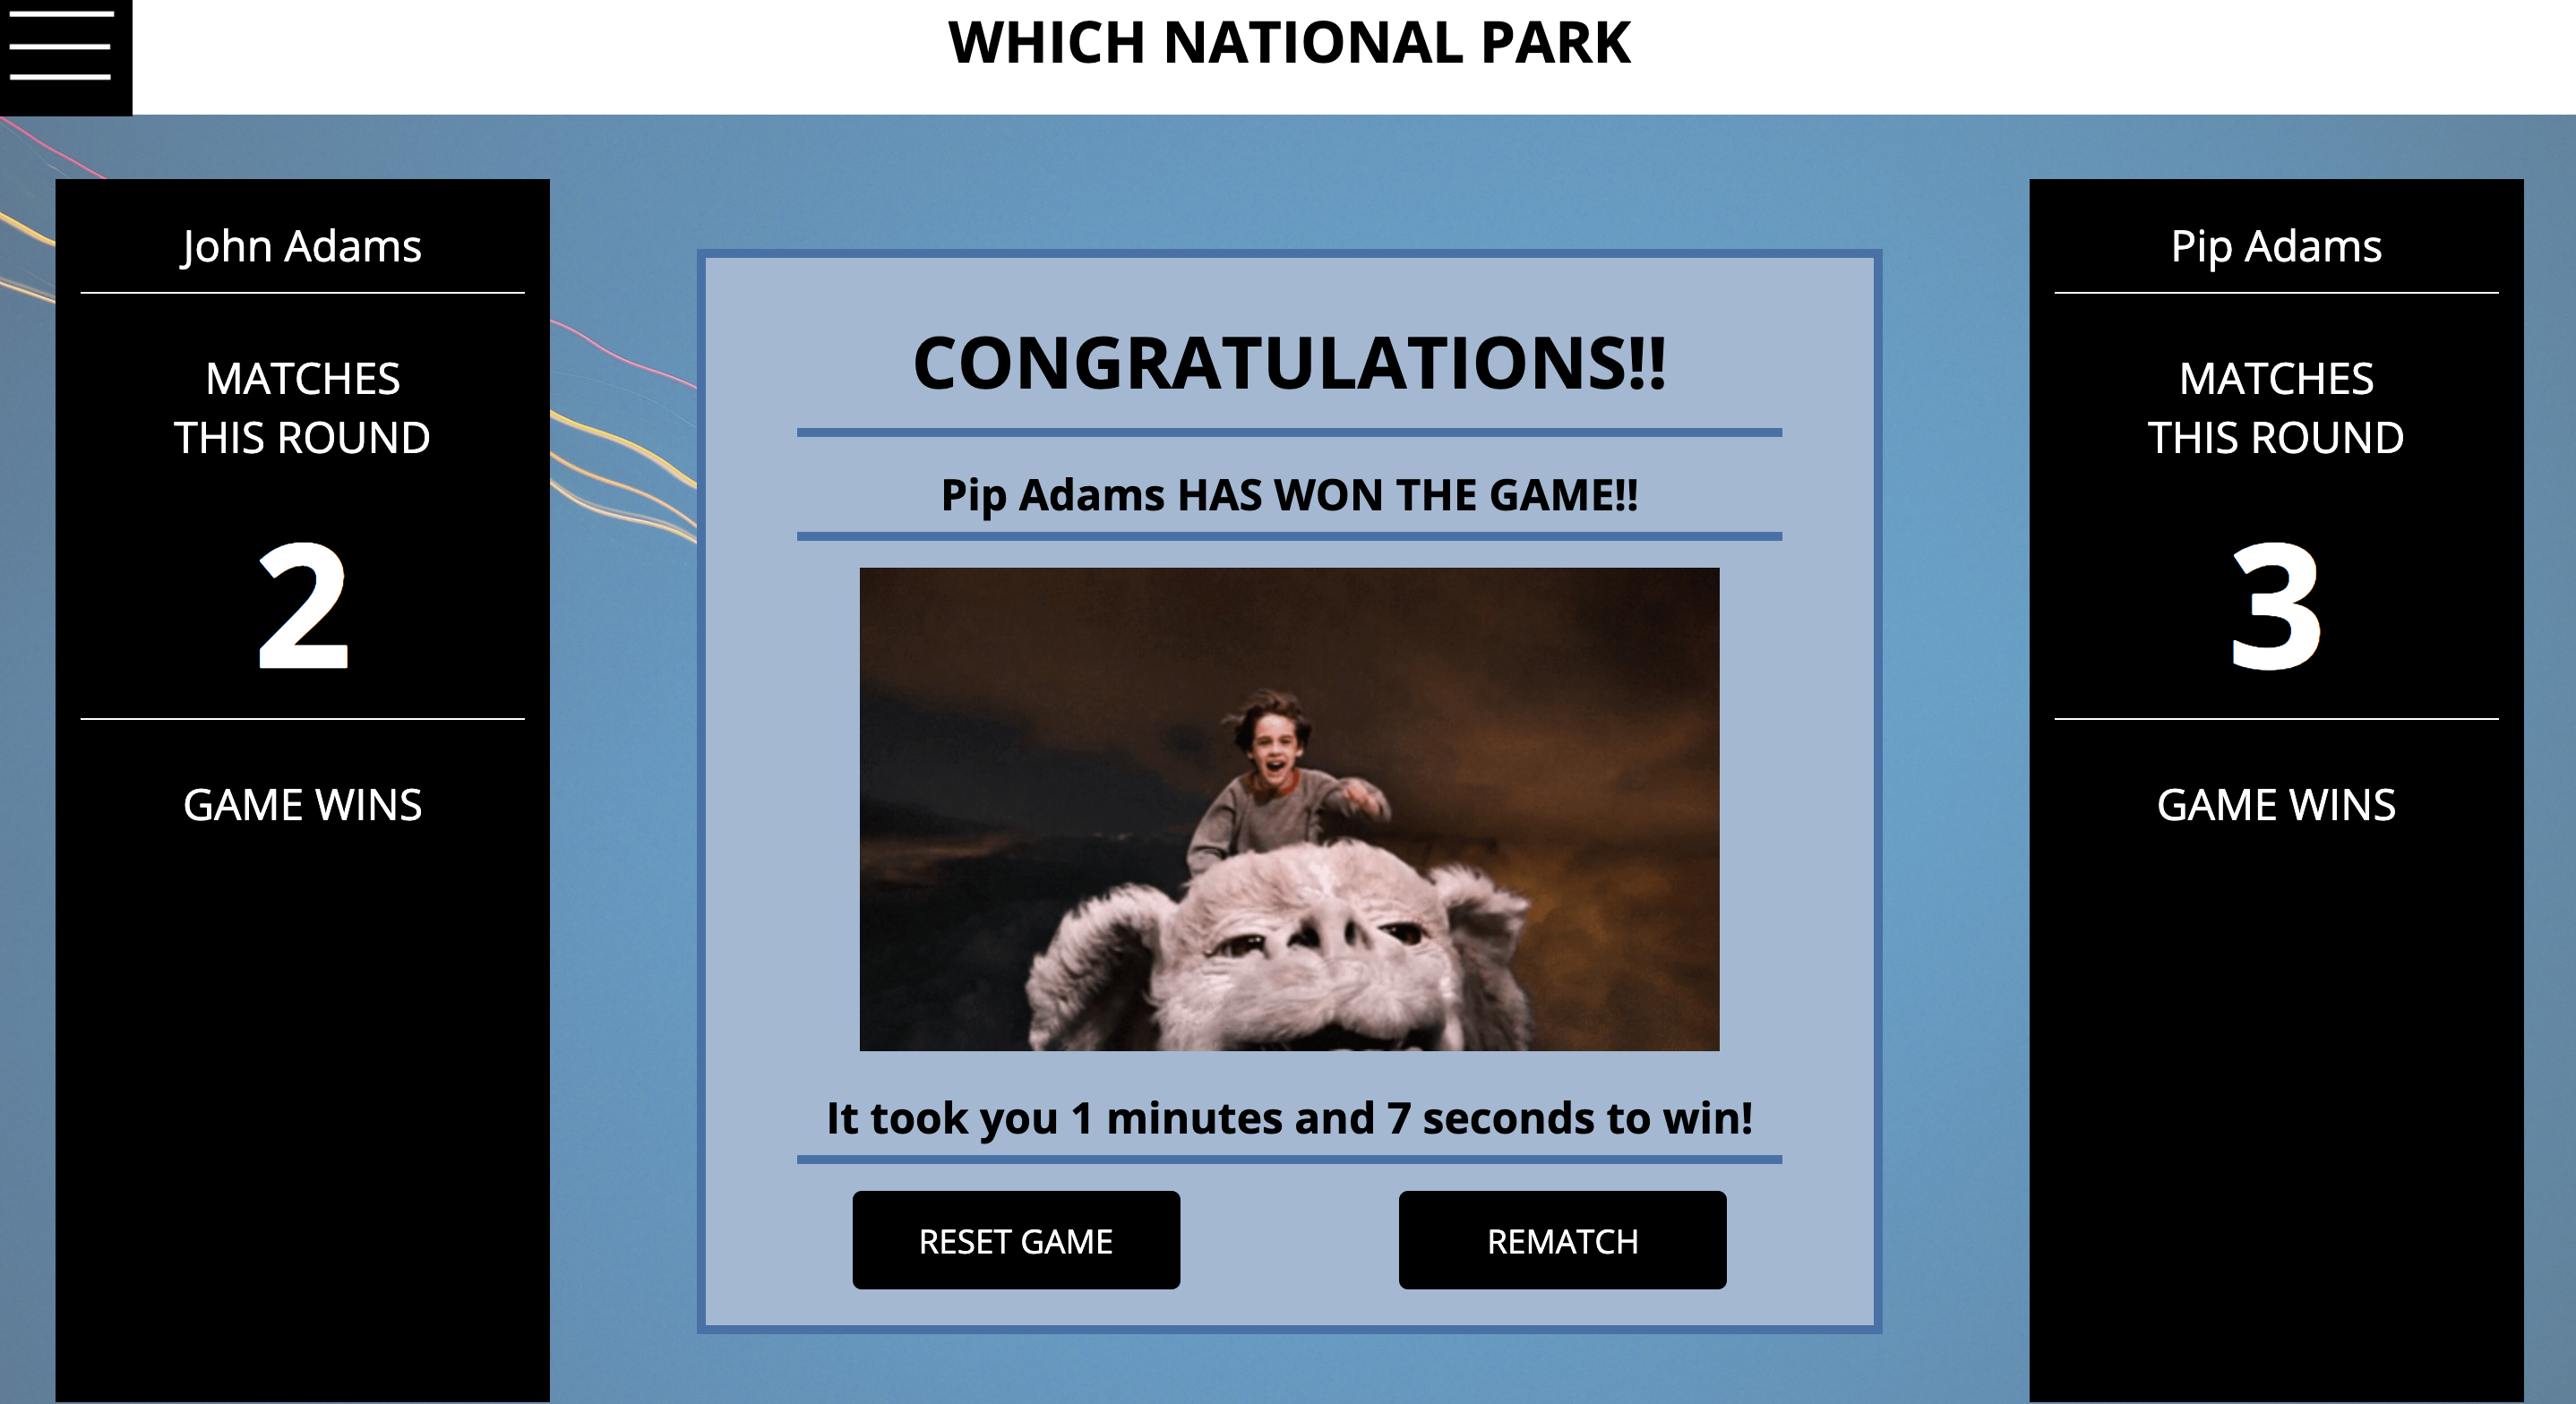 WHICH NATIONAL PARK
John Adams
MATCHES
THIS ROUND
2
GAME WINS
CONGRATULATIONS!!
Pip Adams HAS WON THE GAME!!
It took you 1 minutes and 7 seconds to win!
RESET GAME
REMATCH
Pip Adams
MATCHES
THIS ROUND
3
GAME WINS